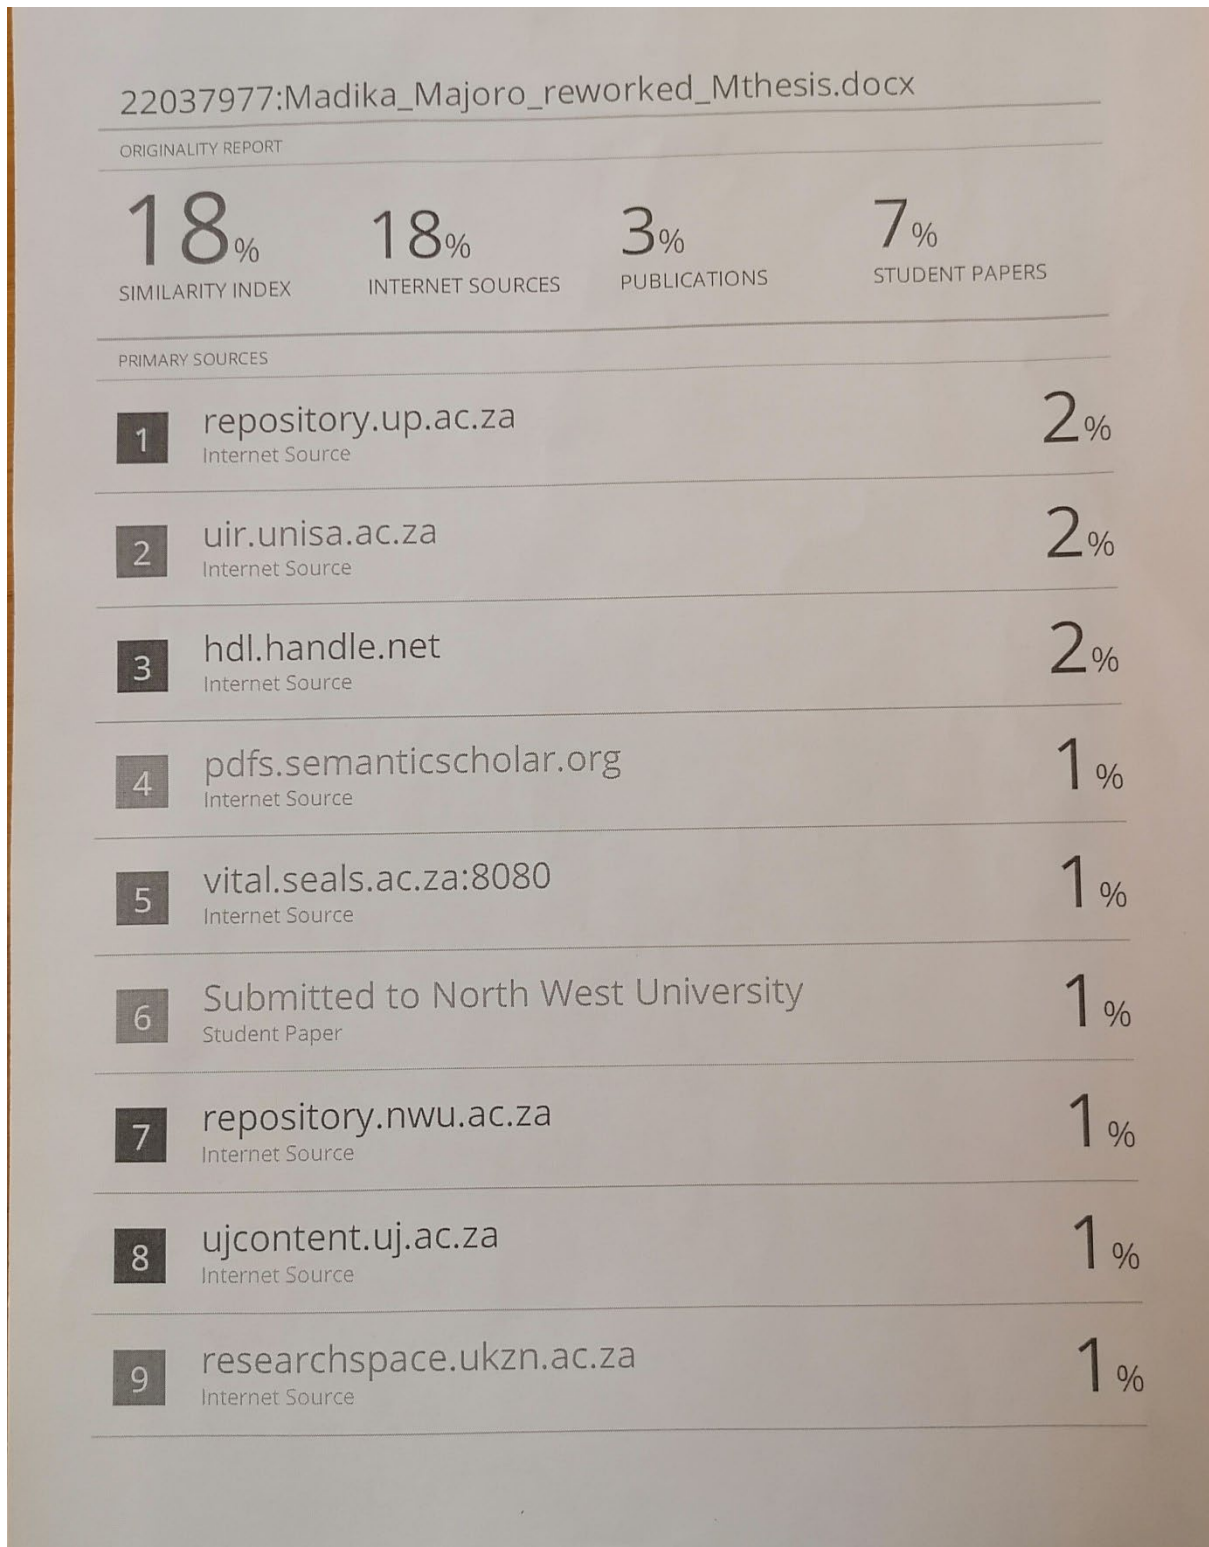 22037977:Madika_Majoro_reworked_Mthesis.docx
ORIGINALITY REPORT
18% 18% 3% 7%
SIMILARITY INDEX INTERNET SOURCES PUBLICATIONS STUDENT PAPERS
PRIMARY SOURCES
1 repository.up.ac.za 2%
Internet Source
2 uir.unisa.ac.za 2%
Internet Source
3 hdl.handle.net 2%
Internet Source
4 pdfs.semanticscholar.org 1%
Internet Source
5 vital.seals.ac.za:8080 1%
Internet Source
6 Submitted to North West University 1%
Student Paper
7 repository.nwu.ac.za 1%
Internet Source
8 ujcontent.uj.ac.za 1%
Internet Source
9 researchspace.ukzn.ac.za 1%
Internet Source